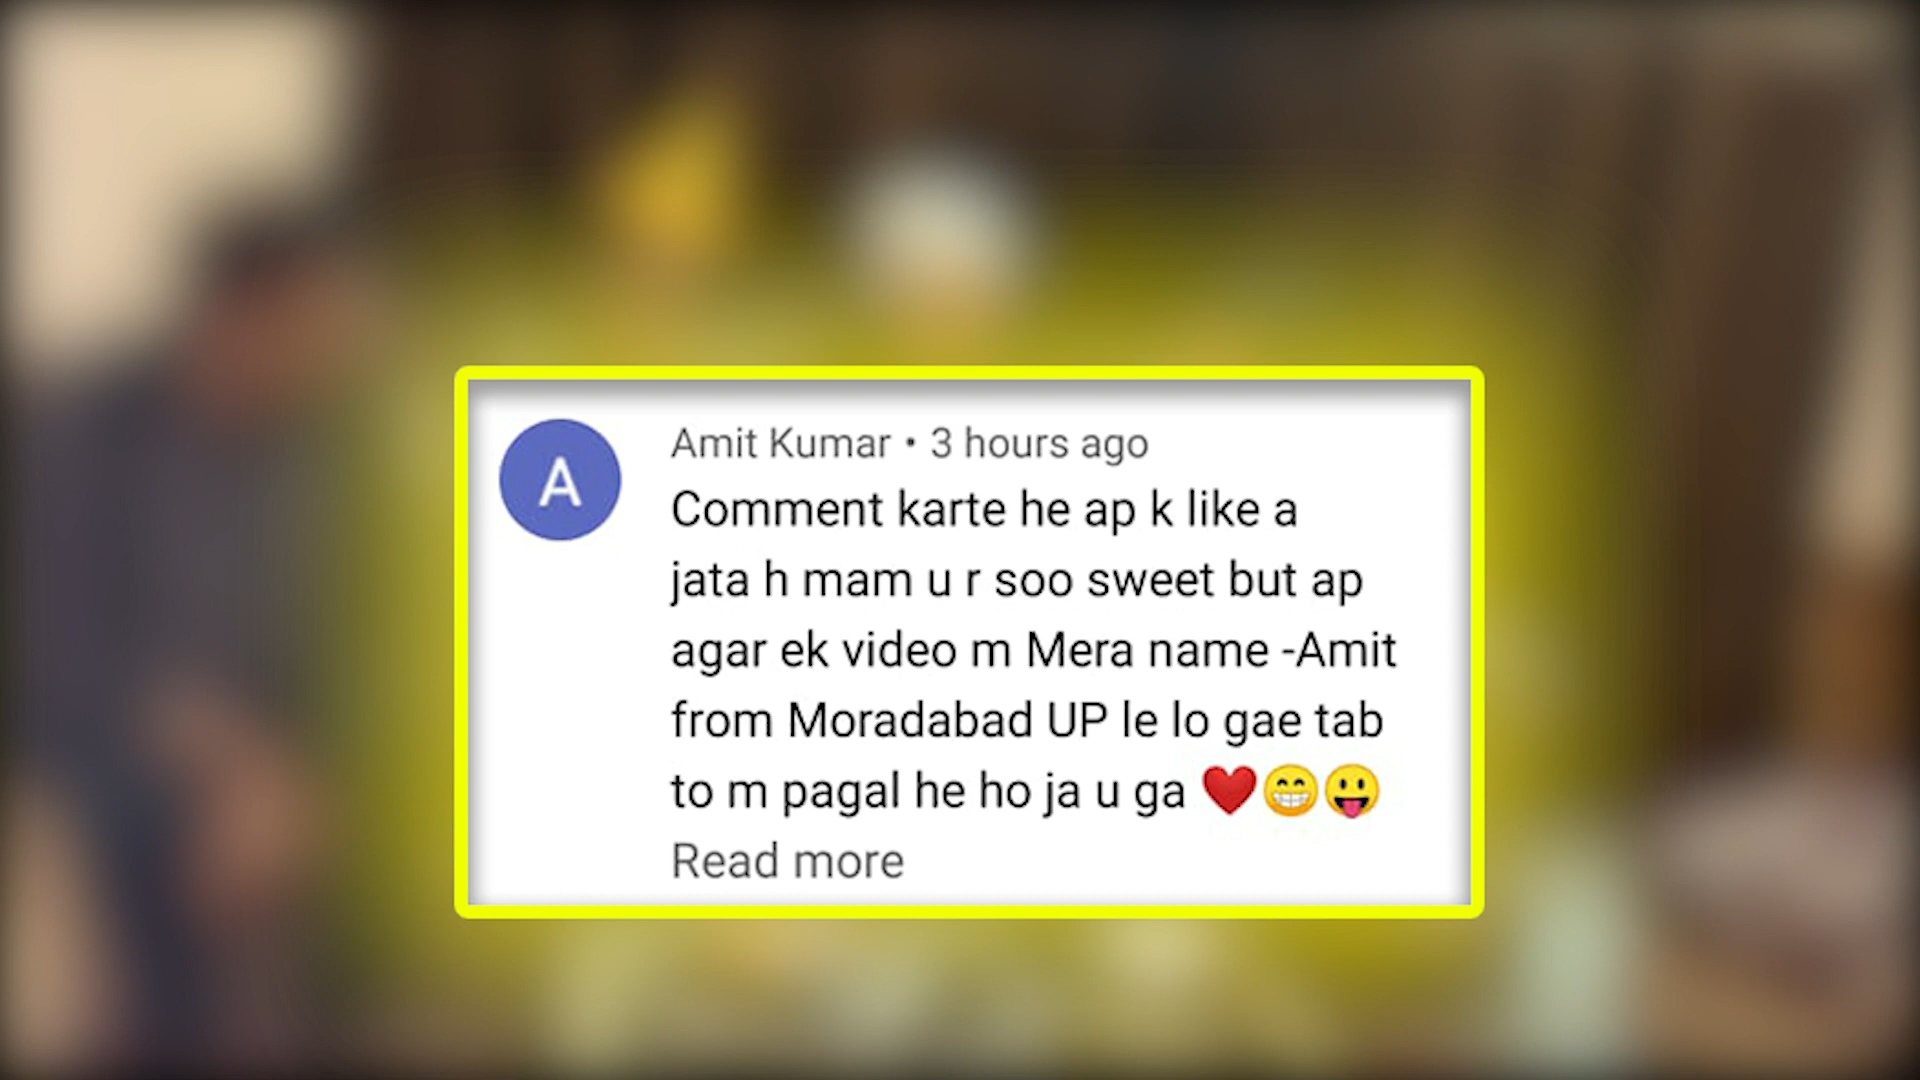 A
Amit Kumar • 3 hours ago
Comment karte he ap k like a
jata h mam u r soo sweet but ap
agar ek video m Mera name -Amit
from Moradabad UP le lo gae tab
to m pagal he ho ja u ga ❤️😁😛
Read more